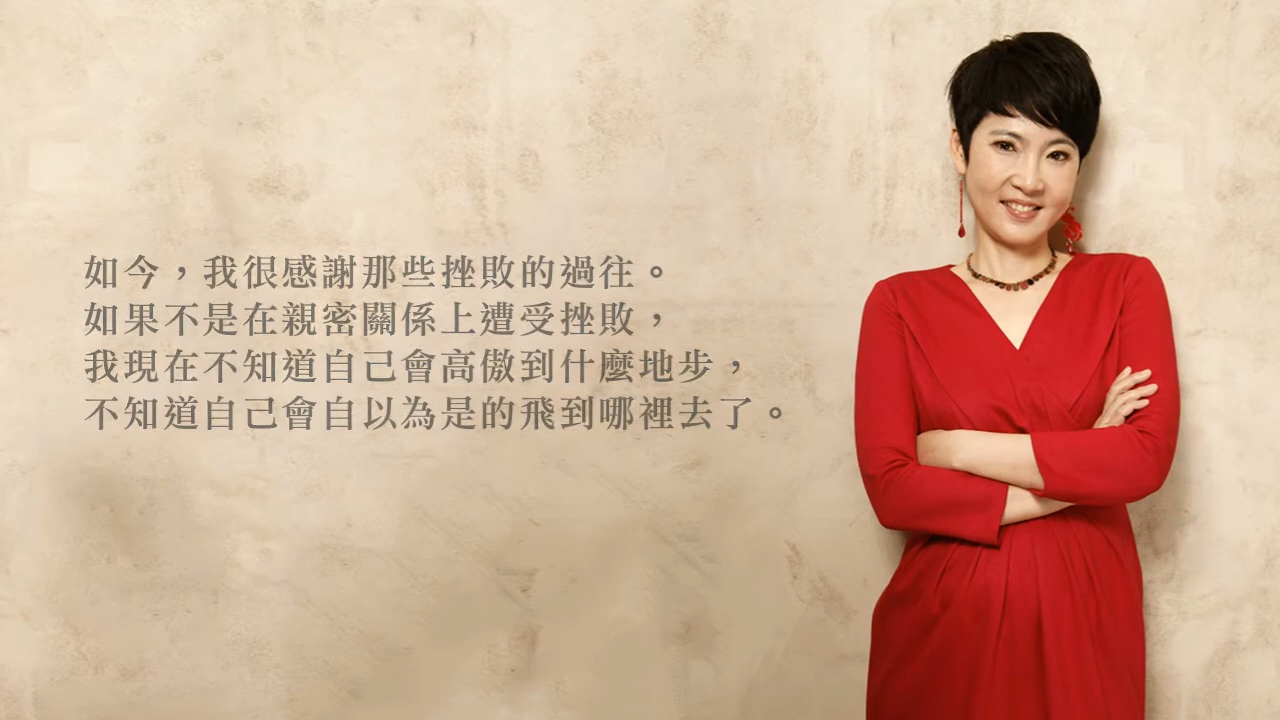 如今，我很感謝那些挫敗的過往。
如果不是在親密關係上遭受挫敗，
我現在不知道自己會高傲到什麼地步，
不知道自己會自以為是的飛到哪裡去了。